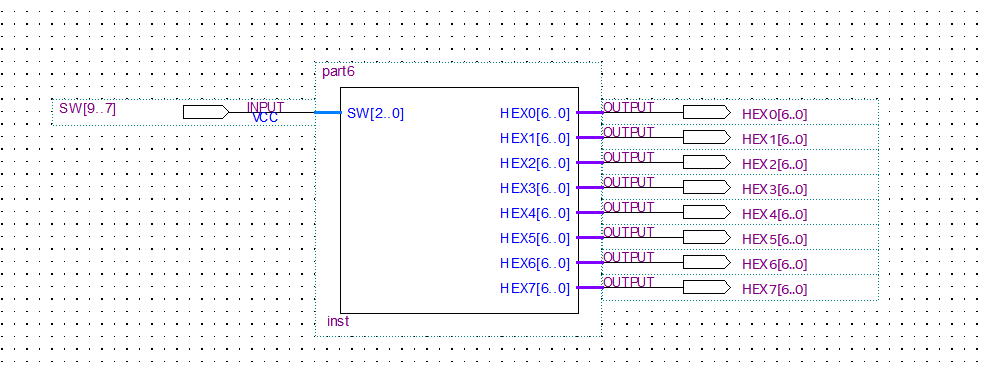 part6
SW[9..7]
INPUT
VCC
SW[2..0]
HEX0[6..0]
OUTPUT
HEX0[6..0]
HEX1[6..0]
OUTPUT
HEX1[6..0]
HEX2[6..0]
OUTPUT
HEX2[6..0]
HEX3[6..0]
OUTPUT
HEX3[6..0]
HEX4[6..0]
OUTPUT
HEX4[6..0]
HEX5[6..0]
OUTPUT
HEX5[6..0]
HEX6[6..0]
OUTPUT
HEX6[6..0]
HEX7[6..0]
OUTPUT
HEX7[6..0]
inst